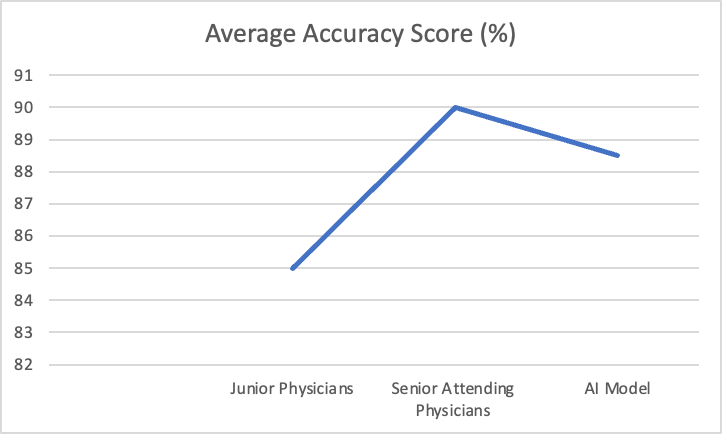 Average Accuracy Score (%)
91
90
89
88
87
86
85
84
83
82
Junior Physicians
Senior Attending
Physicians
AI Model